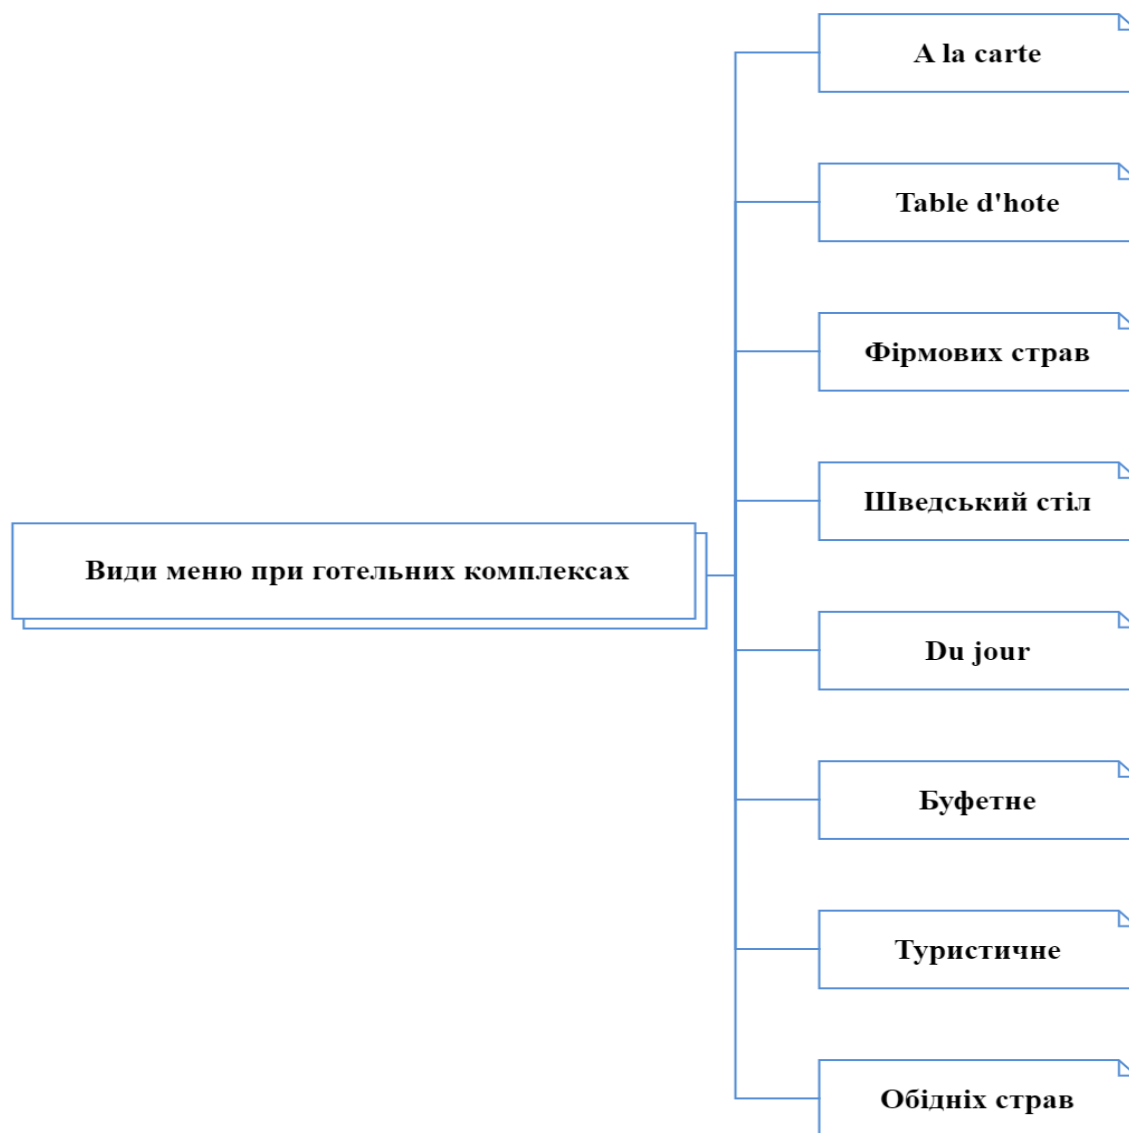 A la carte
Table d'hote
Фірмових страв
Шведський стіл
Види меню при готельних комплексах
Du jour
Буфетне
Туристичне
Обідніх страв